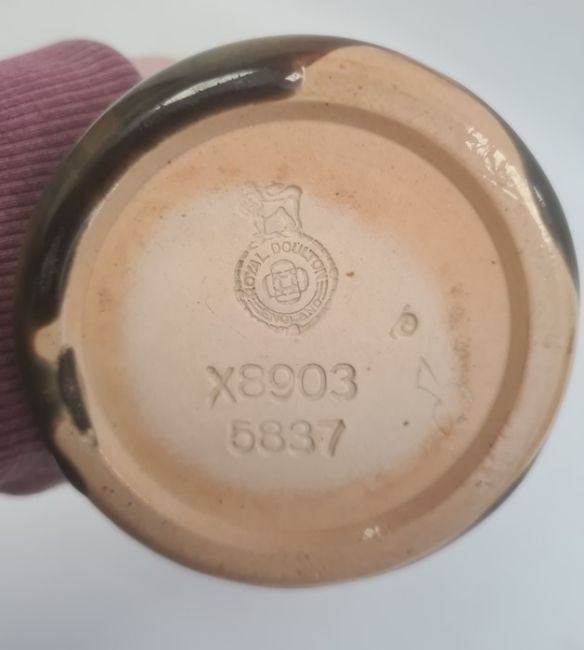 ROYAL DOULTON
ENGLAND
X8903
5837